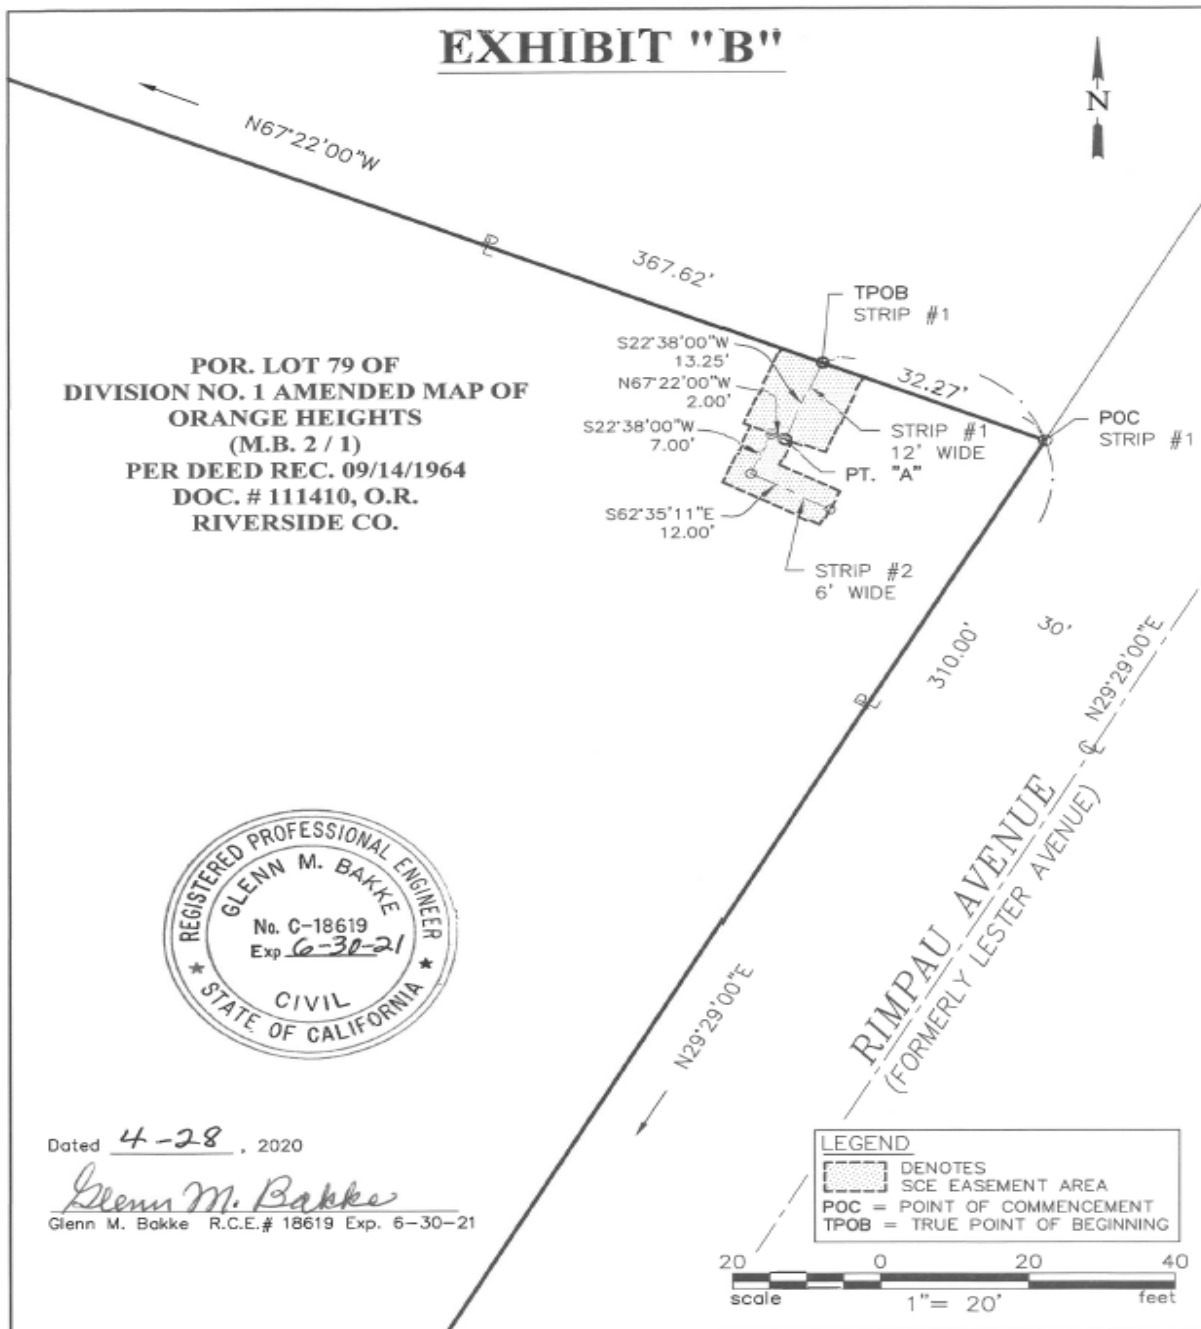 EXHIBIT "B"
N
N67°22'00"W
PL
367.62'
TPOB
STRIP #1
S22°38'00"W
13.25'
N67°22'00"W
2.00'
S22°38'00"W
7.00'
32.27'
POC
STRIP #1
STRIP #1
12' WIDE
PT. "A"
S62°35'11"E
12.00'
STRIP #2
6' WIDE
POR. LOT 79 OF
DIVISION NO. 1 AMENDED MAP OF
ORANGE HEIGHTS
(M.B. 2 / 1)
PER DEED REC. 09/14/1964
DOC. # 111410, O.R.
RIVERSIDE CO.
310.00'
30'
PL
N29°29'00"E
CL
RIMPAU AVENUE
(FORMERLY LESTER AVENUE)
N29°29'00"E
REGISTERED PROFESSIONAL ENGINEER
GLENN M. BAKKE
No. C-18619
Exp 6-30-21
CIVIL
★ STATE OF CALIFORNIA ★
Dated 4-28, 2020
Glenn M. Bakke
Glenn M. Bakke R.C.E.# 18619 Exp. 6-30-21
LEGEND
DENOTES
SCE EASEMENT AREA
POC = POINT OF COMMENCEMENT
TPOB = TRUE POINT OF BEGINNING
20 0 20 40
scale 1"= 20' feet